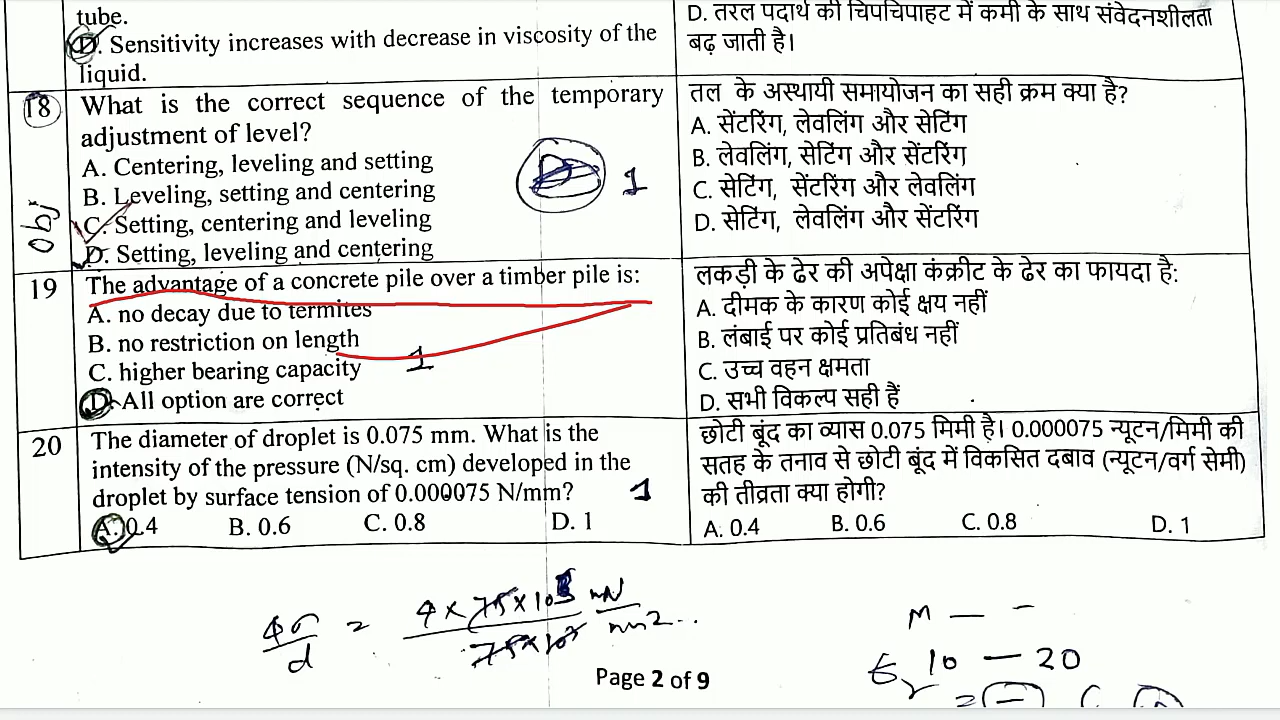 tube.
D. Sensitivity increases with decrease in viscosity of the
liquid.
D. तरल पदार्थ की चिपचिपाहट में कमी के साथ संवेदनशीलता
बढ़ जाती है।
18
What is the correct sequence of the temporary
adjustment of level?
A. Centering, leveling and setting
B. Leveling, setting and centering
C. Setting, centering and leveling
D. Setting, leveling and centering
D
1
Obj
तल के अस्थायी समायोजन का सही क्रम क्या है?
A. सेंटरिंग, लेवलिंग और सेटिंग
B. लेवलिंग, सेटिंग और सेंटरिंग
C. सेटिंग, सेंटरिंग और लेवलिंग
D. सेटिंग, लेवलिंग और सेंटरिंग
19
The advantage of a concrete pile over a timber pile is:
A. no decay due to termites
B. no restriction on length
C. higher bearing capacity
D. All option are correct
1
लकड़ी के ढेर की अपेक्षा कंक्रीट के ढेर का फायदा है:
A. दीमक के कारण कोई क्षय नहीं
B. लंबाई पर कोई प्रतिबंध नहीं
C. उच्च वहन क्षमता
D. सभी विकल्प सही हैं
20
The diameter of droplet is 0.075 mm. What is the
intensity of the pressure (N/sq. cm) developed in the
droplet by surface tension of 0.000075 N/mm?
1
A. 0.4 B. 0.6 C. 0.8 D. 1
छोटी बूंद का व्यास 0.075 मिमी है। 0.000075 न्यूटन/मिमी की
सतह के तनाव से छोटी बूंद में विकसित दबाव (न्यूटन/वर्ग सेमी)
की तीव्रता क्या होगी?
A. 0.4 B. 0.6 C. 0.8 D. 1
4σ/d = 4 × 75 × 10
75 × 10
M — –
10 — 20
Page 2 of 9